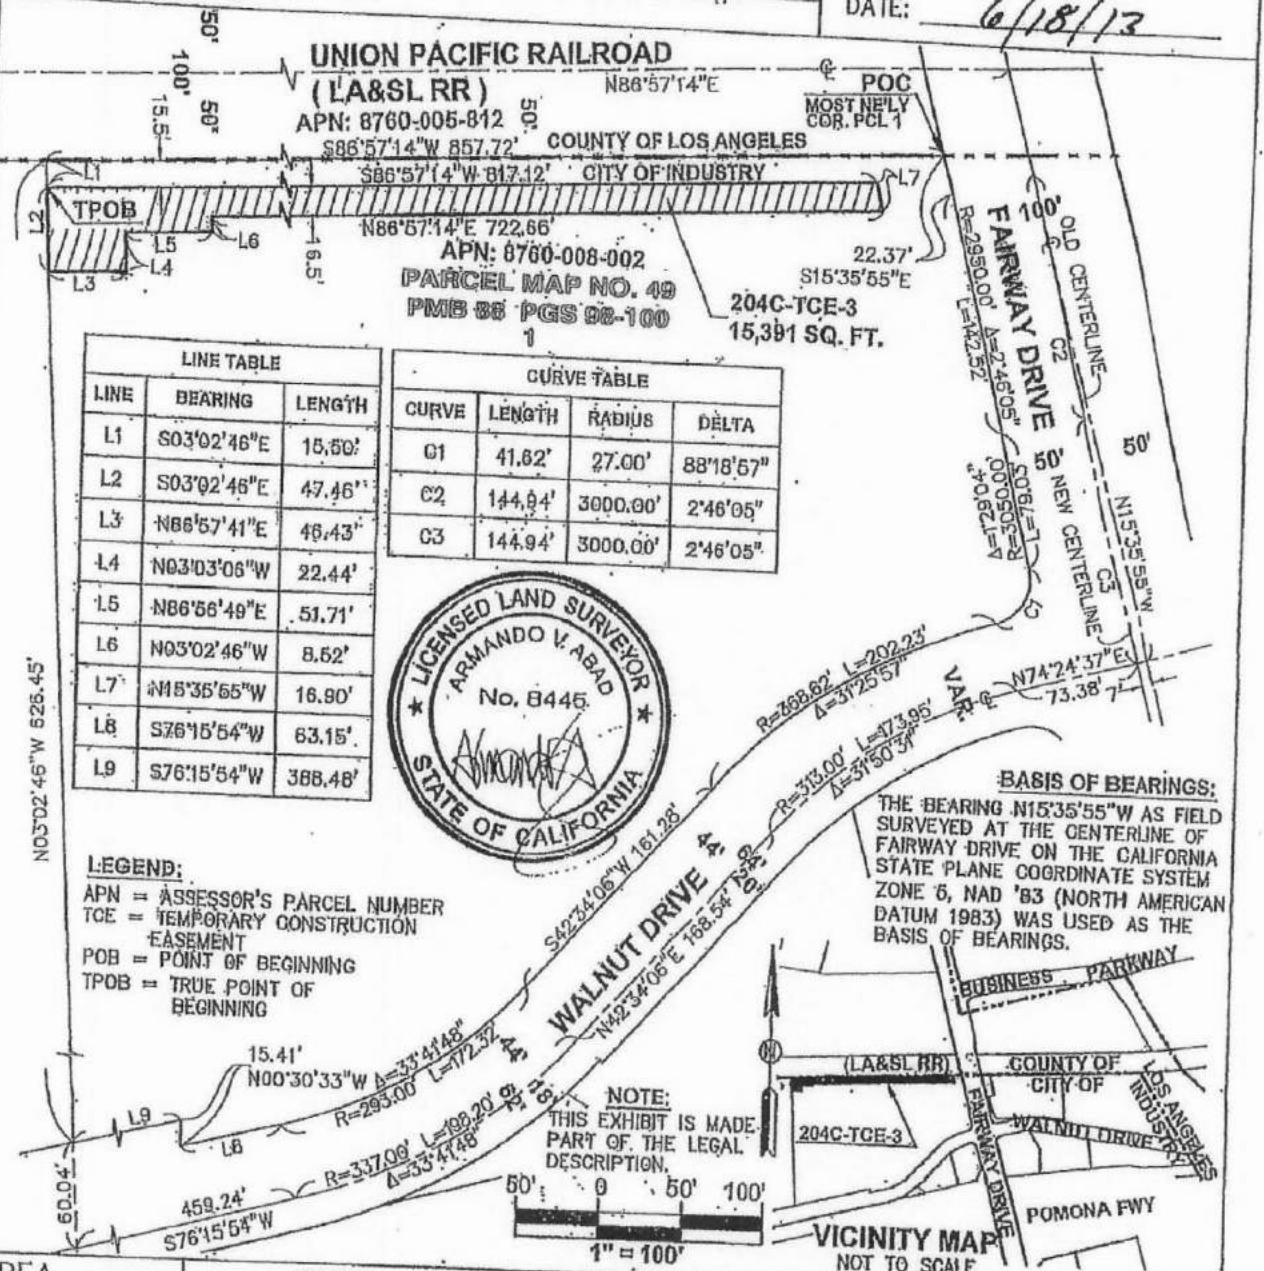 DATE: 6/18/13
50'
100'
50'
15.5'
UNION PACIFIC RAILROAD
(LA&SL RR)
N86°57'14"E
APN: 8760-005-812
50'
POC
MOST NE'LY
COR. PCL 1
S86°57'14"W 857.72'
COUNTY OF LOS ANGELES
S86°57'14"W 817.12'
CITY OF INDUSTRY
L1
L7
L2
TPOB
L5
L6
L4
L3
N86°57'14"E 722.66'
16.5'
APN: 8760-008-002
PARCEL MAP NO. 49
PMB 88 PGS 98-100
1
22.37'
S15°35'55"E
204C-TCE-3
15,391 SQ. FT.
FAIRWAY DRIVE
100'
OLD CENTERLINE
C2
R=2950.00' Δ=2°46'05"
L=142.52'
50'
50'
NEW CENTERLINE
C3
N15°35'55"W
L=79.05'
R=3050.00'
Δ=1°29'04"
C1
LINE TABLE
LINE BEARING LENGTH
L1 S03°02'46"E 15.50'
L2 S03°02'46"E 47.46'
L3 N86°57'41"E 46.43'
L4 N03°03'06"W 22.44'
L5 N86°56'49"E 51.71'
L6 N03°02'46"W 8.52'
L7 N15°35'55"W 16.90'
L8 S76°15'54"W 63.15'
L9 S76°15'54"W 388.48'
CURVE TABLE
CURVE LENGTH RADIUS DELTA
C1 41.62' 27.00' 88°18'57"
C2 144.94' 3000.00' 2°46'05"
C3 144.94' 3000.00' 2°46'05"
LICENSED LAND SURVEYOR
ARMANDO V. ABAD
No. 8445
STATE OF CALIFORNIA
N03°02'46"W 626.45'
R=368.62' L=202.23'
Δ=31°25'57"
VAR.
N74°24'37"E
73.38'
7'
R=313.00' L=173.95'
Δ=31°50'31"
BASIS OF BEARINGS:
THE BEARING N15°35'55"W AS FIELD
SURVEYED AT THE CENTERLINE OF
FAIRWAY DRIVE ON THE CALIFORNIA
STATE PLANE COORDINATE SYSTEM
ZONE 5, NAD '83 (NORTH AMERICAN
DATUM 1983) WAS USED AS THE
BASIS OF BEARINGS.
LEGEND:
APN = ASSESSOR'S PARCEL NUMBER
TCE = TEMPORARY CONSTRUCTION
EASEMENT
POB = POINT OF BEGINNING
TPOB = TRUE POINT OF
BEGINNING
S42°34'06"W 161.28'
44'
64'
20'
WALNUT DRIVE
N42°34'06"E 168.54'
15.41'
N00°30'33"W
Δ=33°41'48"
R=293.00' L=172.32'
44'
62'
18'
L9
L8
R=337.00' L=198.20'
Δ=33°41'48"
60.04'
459.24'
S76°15'54"W
NOTE:
THIS EXHIBIT IS MADE
PART OF THE LEGAL
DESCRIPTION.
50' 0 50' 100'
1" = 100'
N
BUSINESS PARKWAY
(LA&SL RR)
COUNTY OF LOS ANGELES
CITY OF INDUSTRY
204C-TCE-3
WALNUT DRIVE
FAIRWAY DRIVE
POMONA FWY
VICINITY MAP
NOT TO SCALE